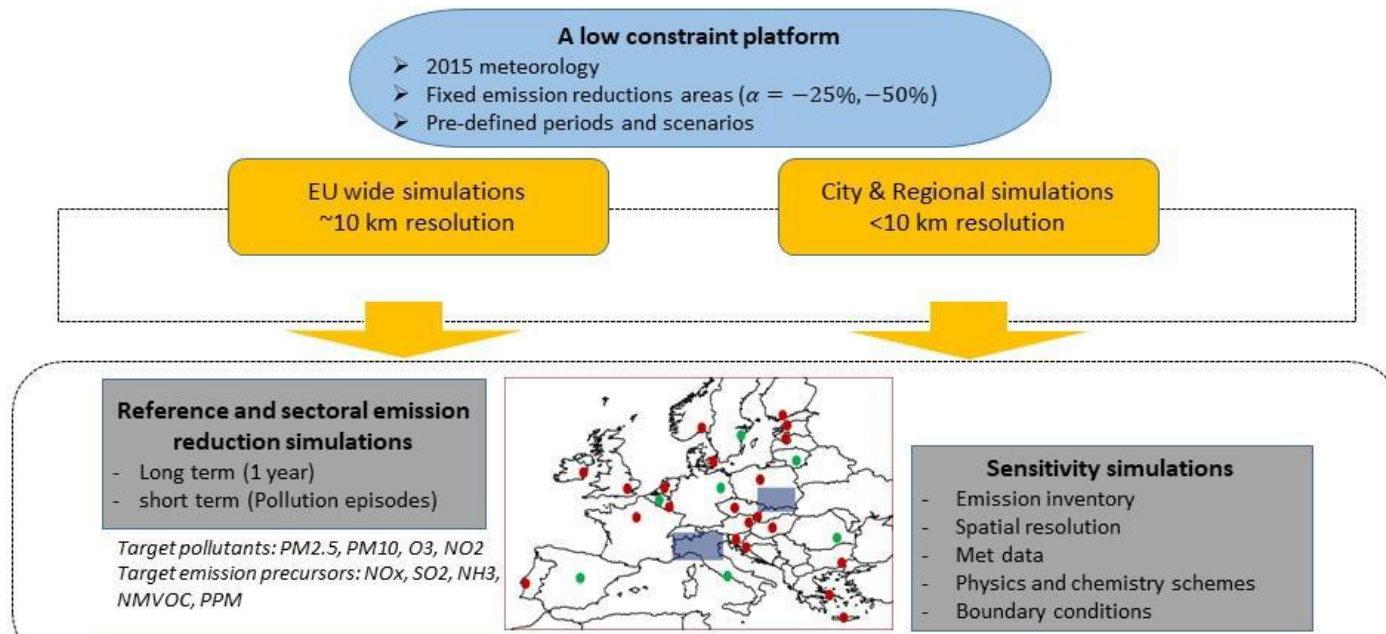 A low constraint platform
➢ 2015 meteorology
➢ Fixed emission reductions areas (α = −25%, −50%)
➢ Pre-defined periods and scenarios
EU wide simulations
~10 km resolution
City & Regional simulations
<10 km resolution
Reference and sectoral emission
reduction simulations
- Long term (1 year)
- short term (Pollution episodes)
Target pollutants: PM2.5, PM10, O3, NO2
Target emission precursors: NOx, SO2, NH3,
NMVOC, PPM
Sensitivity simulations
- Emission inventory
- Spatial resolution
- Met data
- Physics and chemistry schemes
- Boundary conditions